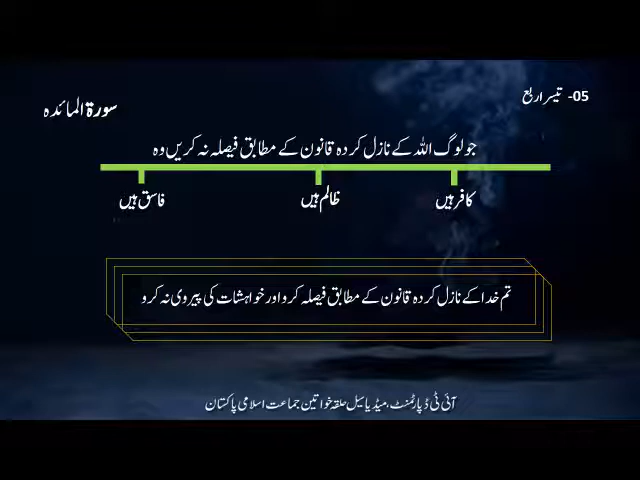 05- تیسرا ربع
سورۃ المائدہ
جو لوگ اللہ کے نازل کردہ قانون کے مطابق فیصلہ نہ کریں وہ
کافر ہیں ظالم ہیں فاسق ہیں
تم خدا کے نازل کردہ قانون کے مطابق فیصلہ کرو اور خواہشات کی پیروی نہ کرو
آئی ٹی ڈپارٹمنٹ، میڈیا سیل حلقہ خواتین جماعت اسلامی پاکستان